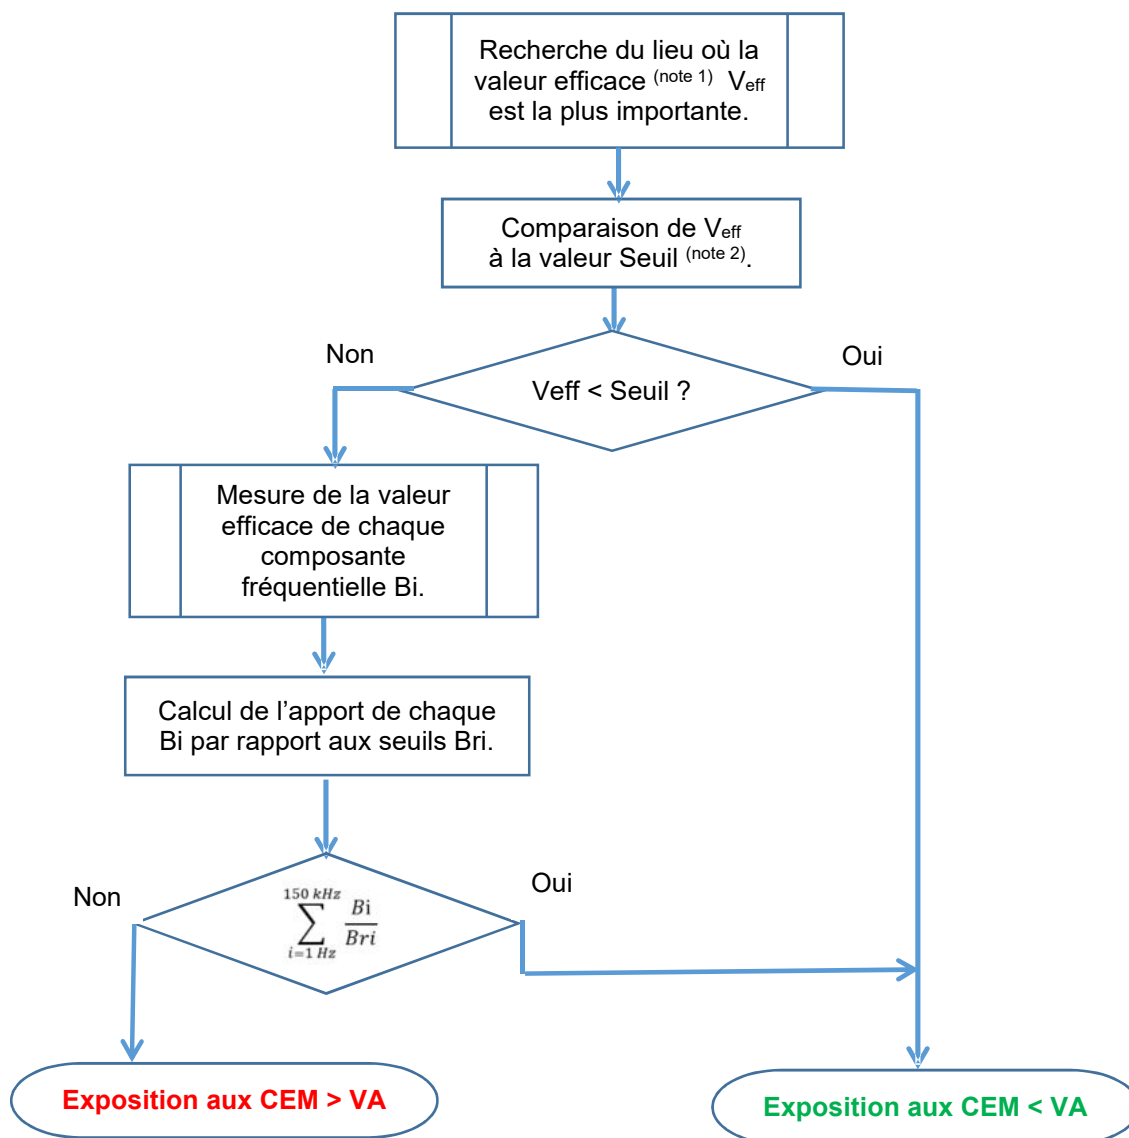 Recherche du lieu où la
valeur efficace (note 1) Veff
est la plus importante.
Comparaison de Veff
à la valeur Seuil (note 2).
Non
Oui
Veff < Seuil ?
Mesure de la valeur
efficace de chaque
composante
fréquentielle Bi.
Calcul de l'apport de chaque
Bi par rapport aux seuils Bri.
Non
Oui
150 kHz
∑ Bi/Bri
i=1 Hz
Exposition aux CEM > VA
Exposition aux CEM < VA